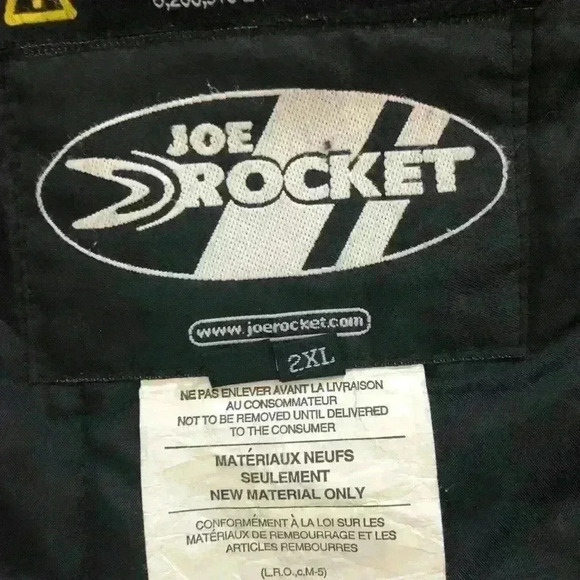 JOE
ROCKET
www.joerocket.com
2XL
NE PAS ENLEVER AVANT LA LIVRAISON
AU CONSOMMATEUR
NOT TO BE REMOVED UNTIL DELIVERED
TO THE CONSUMER
MATÉRIAUX NEUFS
SEULEMENT
NEW MATERIAL ONLY
CONFORMÉMENT À LA LOI SUR LES
MATÉRIAUX DE REMBOURRAGE ET LES
ARTICLES REMBOURRES
(L.R.O.,c,M-5)